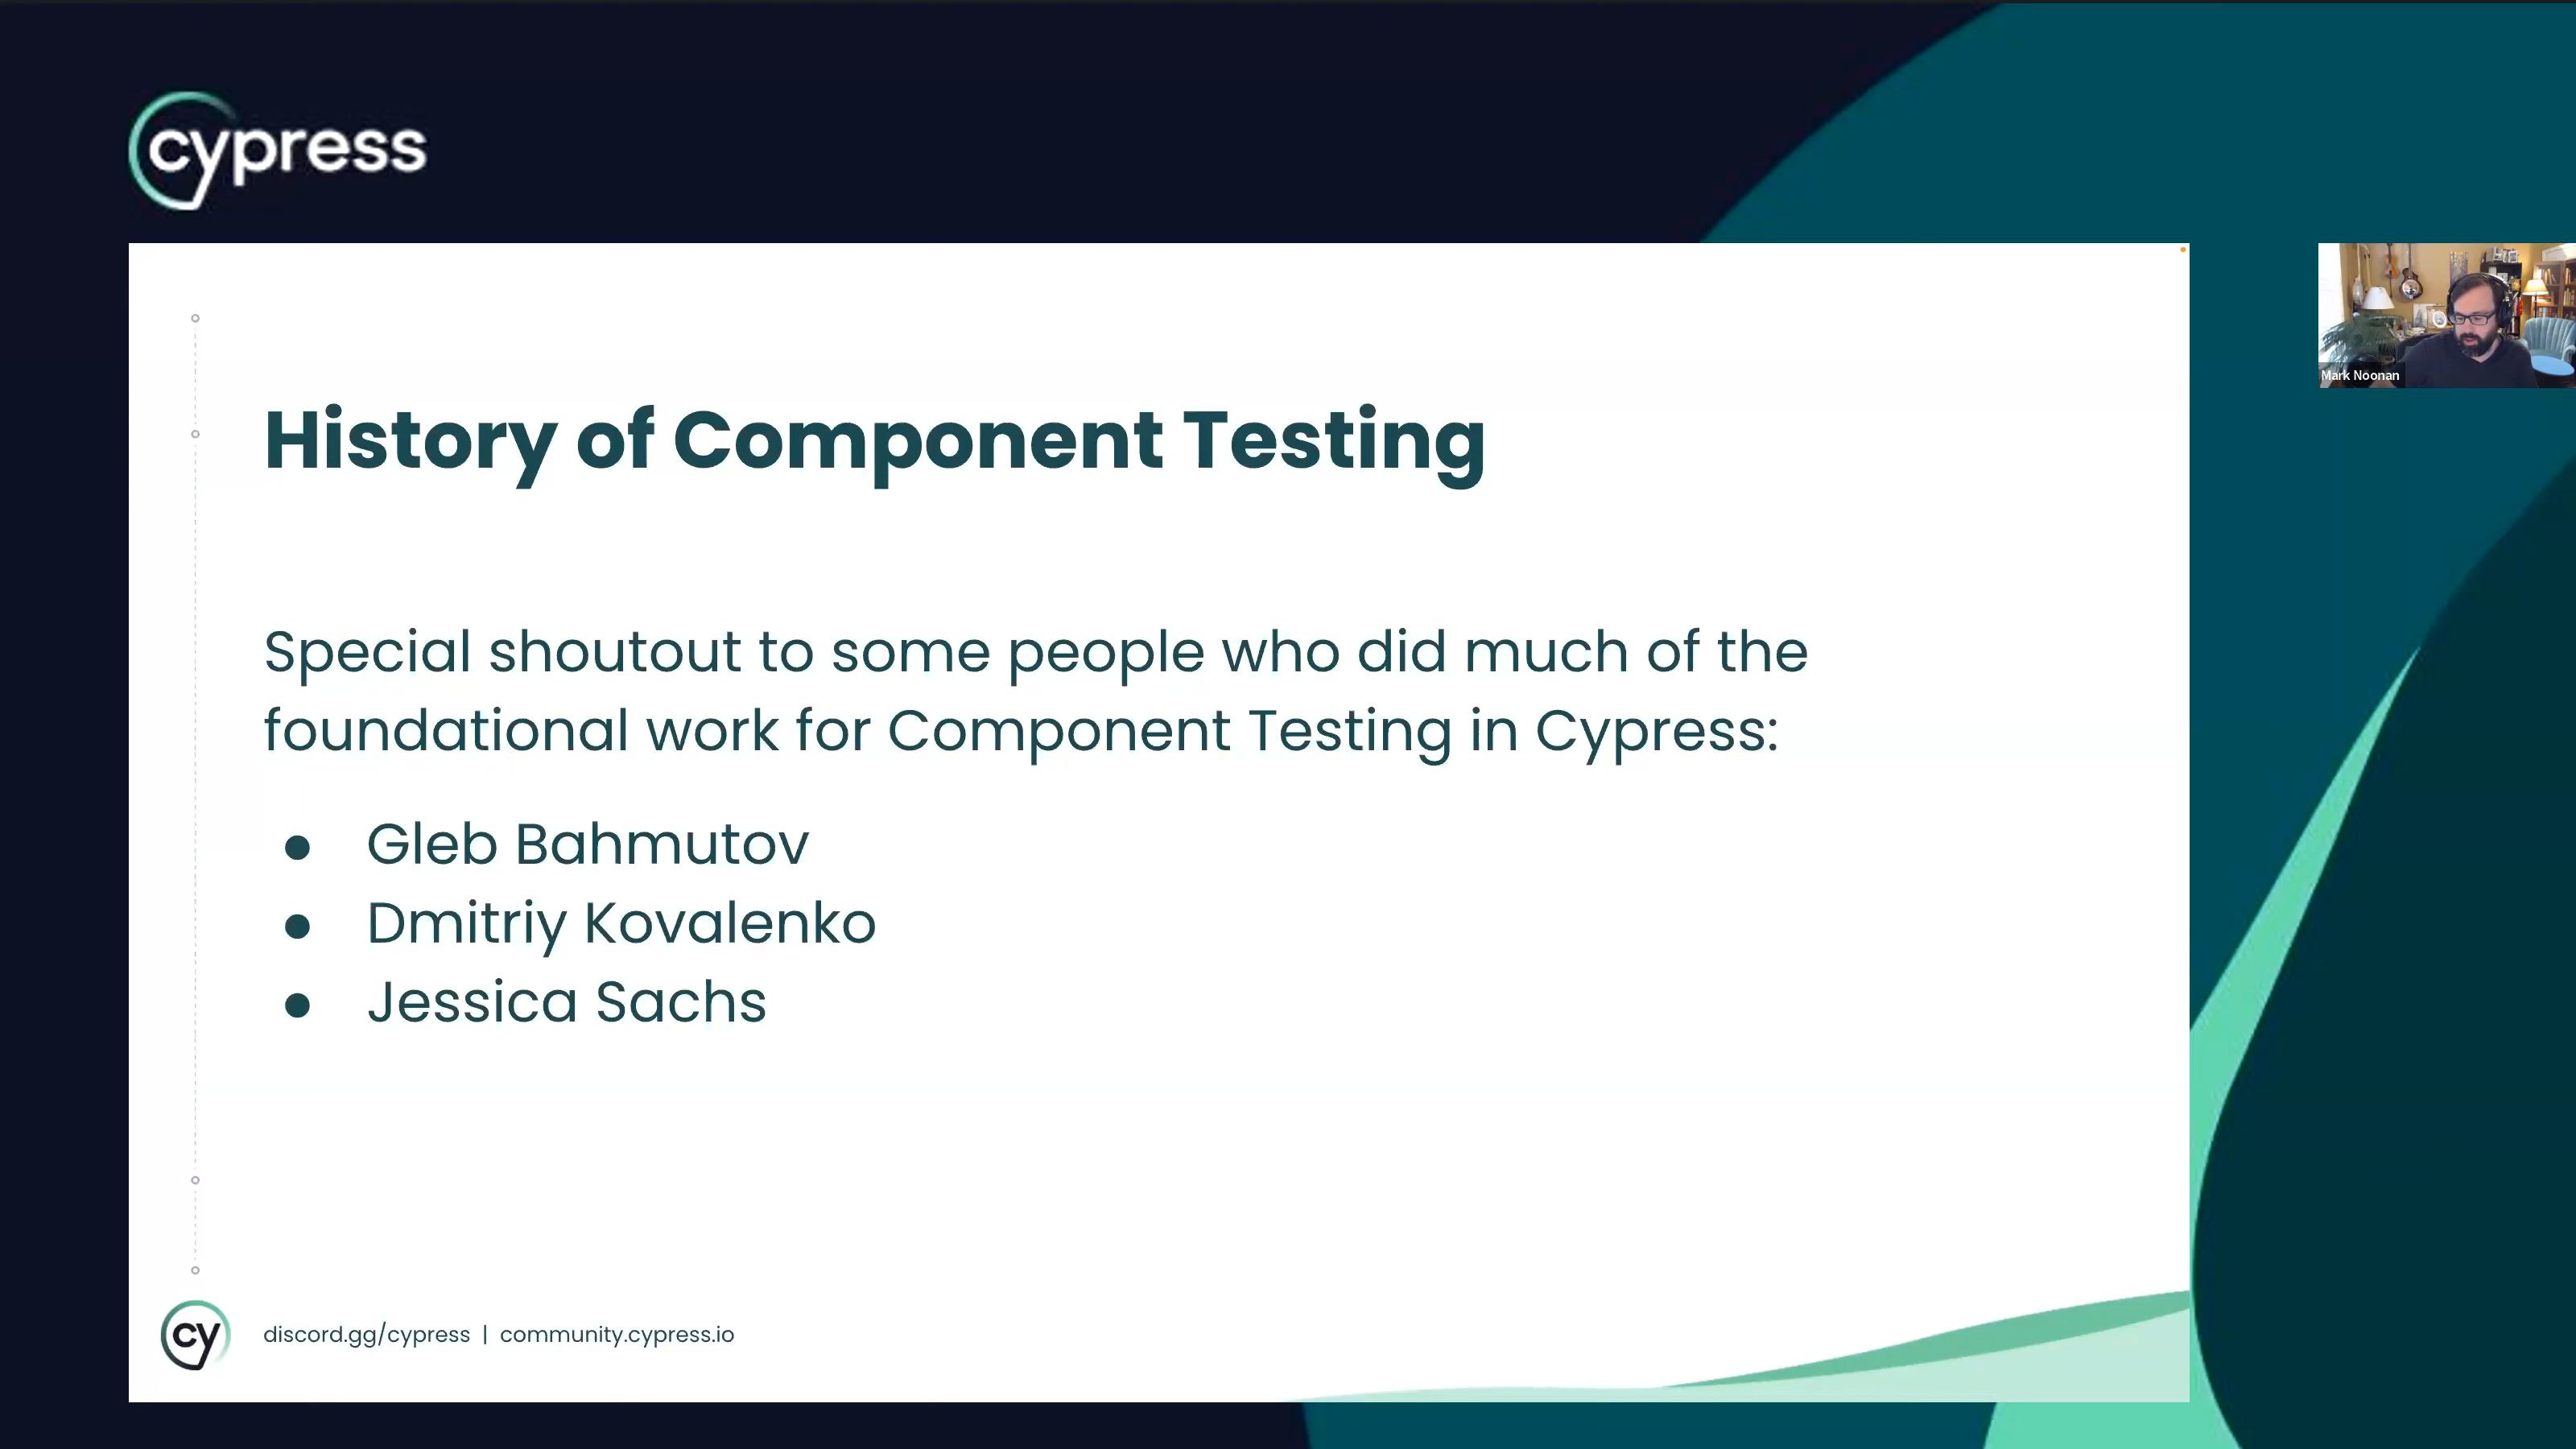 cypress
History of Component Testing
Special shoutout to some people who did much of the
foundational work for Component Testing in Cypress:
● Gleb Bahmutov
● Dmitriy Kovalenko
● Jessica Sachs
cy
discord.gg/cypress | community.cypress.io
Mark Noonan